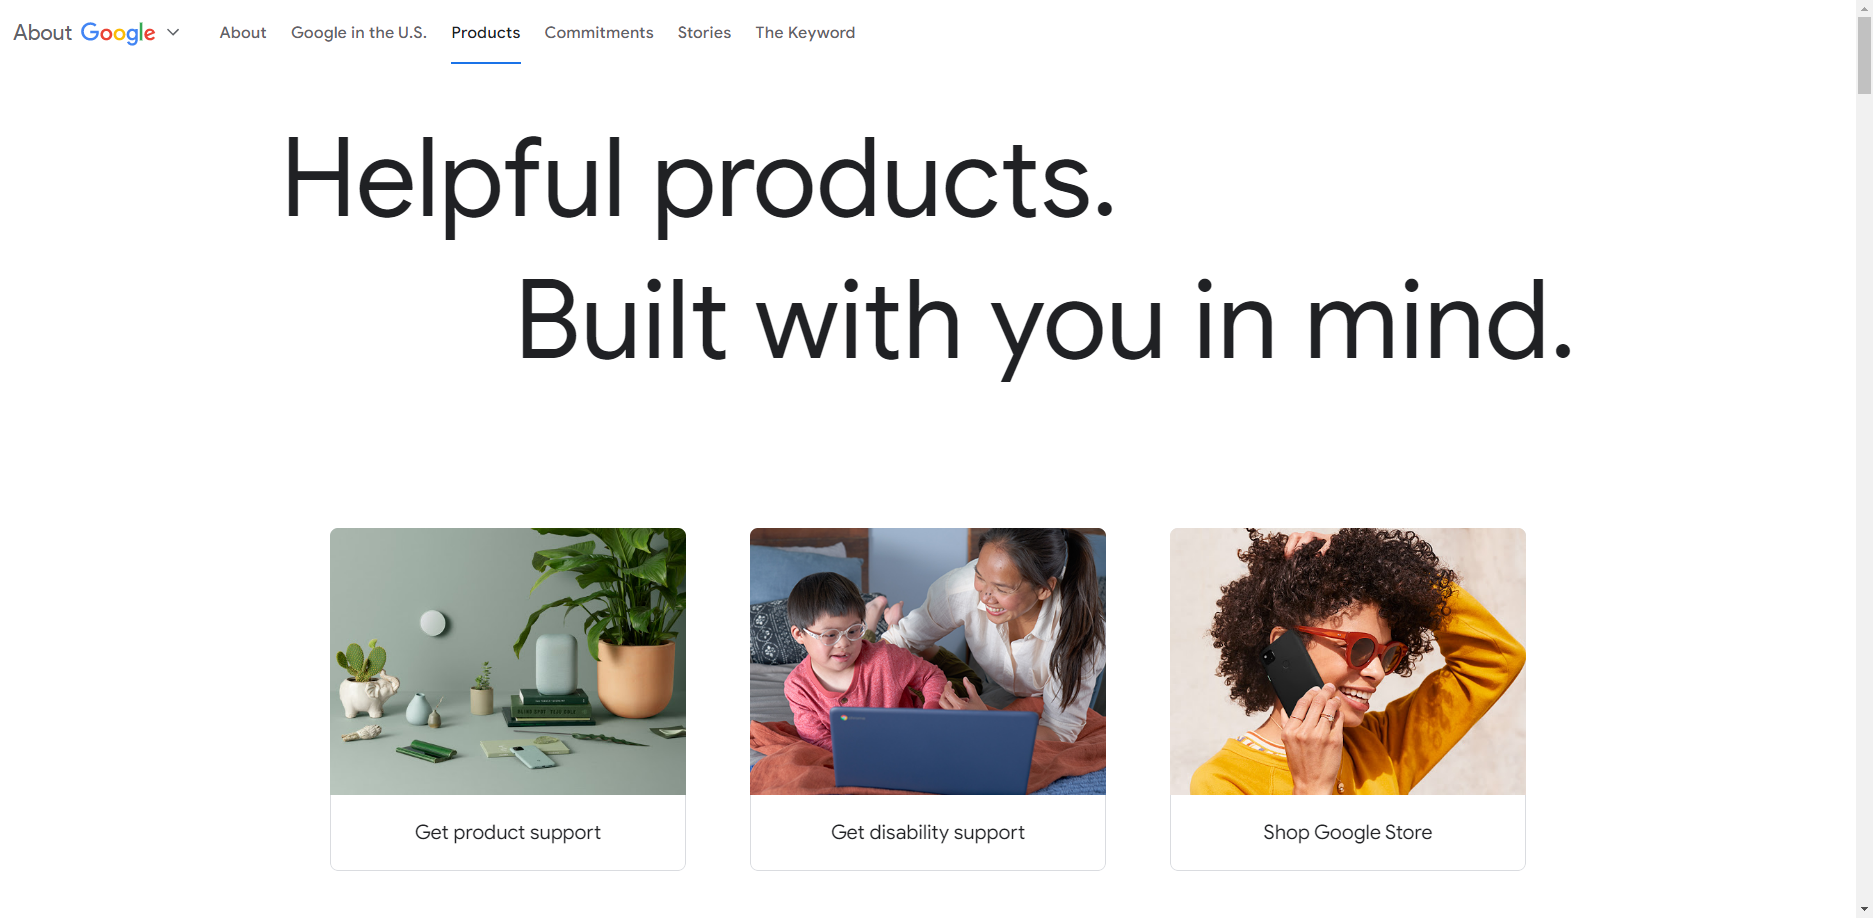 About Google
About
Google in the U.S.
Products
Commitments
Stories
The Keyword
Helpful products.
Built with you in mind.
Get product support
Get disability support
Shop Google Store